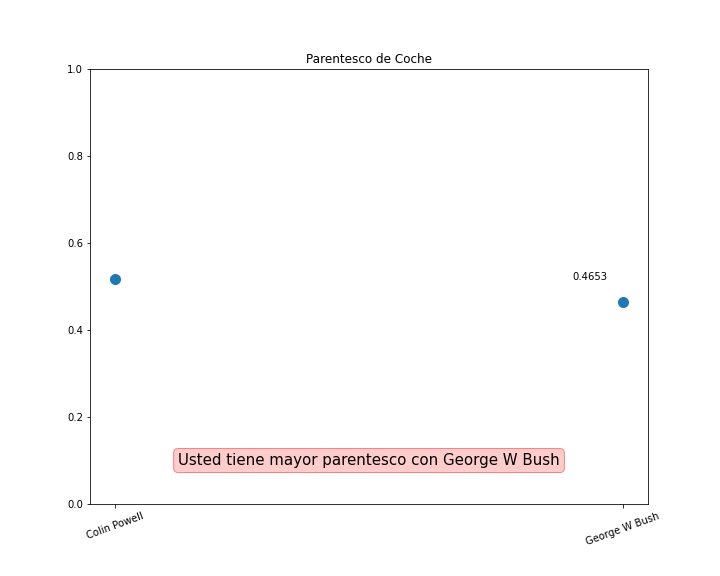 Parentesco de Coche
1.0
0.8
0.6
0.4653
0.4
0.2
Usted tiene mayor parentesco con George W Bush
0.0
Colin Powell
George W Bush